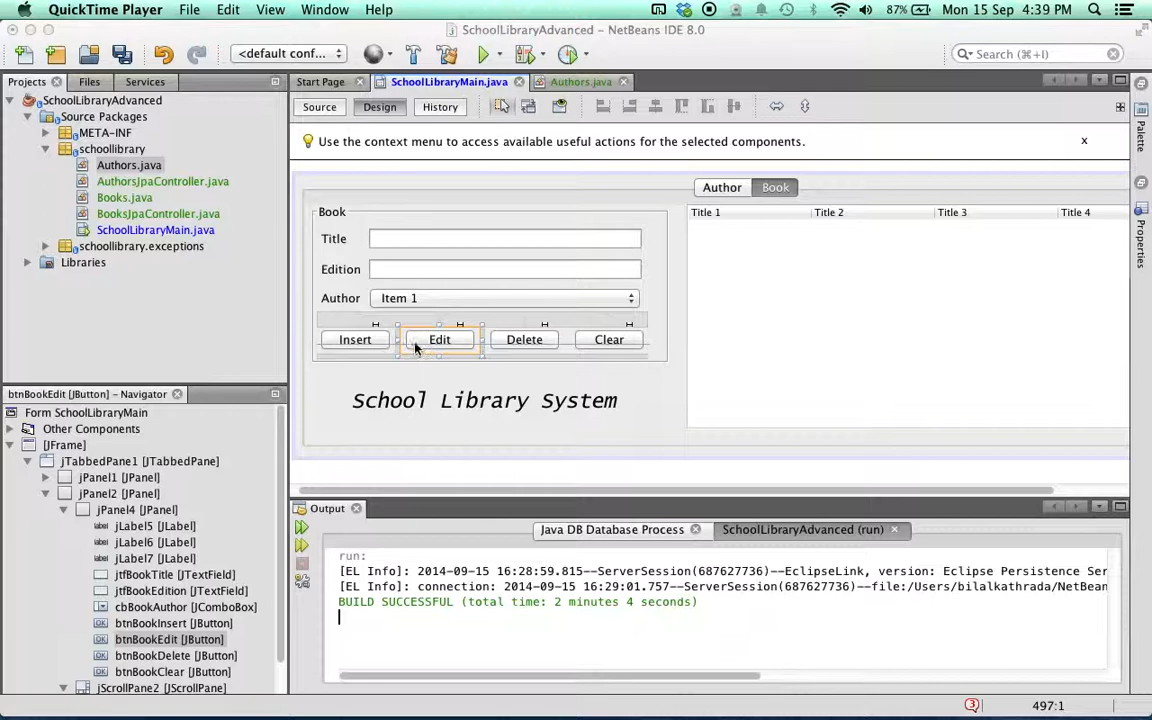 QuickTime Player File Edit View Window Help 87% Mon 15 Sep 4:39 PM
SchoolLibraryAdvanced – NetBeans IDE 8.0
<default conf... Search (⌘+I)
Projects Files Services Start Page SchoolLibraryMain.java Authors.java
Source Design History
Use the context menu to access available useful actions for the selected components. x
SchoolLibraryAdvanced
Source Packages
META-INF
schoollibrary
Authors.java
AuthorsJpaController.java
Books.java
BooksJpaController.java
SchoolLibraryMain.java
schoollibrary.exceptions
Libraries
Author Book
Book
Title
Edition
Author Item 1
Insert Edit Delete Clear
School Library System
Title 1 Title 2 Title 3 Title 4
Palette
Properties
btnBookEdit [JButton] – Navigator
Form SchoolLibraryMain
Other Components
[JFrame]
jTabbedPane1 [JTabbedPane]
jPanel1 [JPanel]
jPanel2 [JPanel]
jPanel4 [JPanel]
jLabel5 [JLabel]
jLabel6 [JLabel]
jLabel7 [JLabel]
jtfBookTitle [JTextField]
jtfBookEdition [JTextField]
cbBookAuthor [JComboBox]
btnBookInsert [JButton]
btnBookEdit [JButton]
btnBookDelete [JButton]
btnBookClear [JButton]
jScrollPane2 [JScrollPane]
Output
Java DB Database Process SchoolLibraryAdvanced (run)
run:
[EL Info]: 2014-09-15 16:28:59.815--ServerSession(687627736)--EclipseLink, version: Eclipse Persistence Ser
[EL Info]: connection: 2014-09-15 16:29:01.757--ServerSession(687627736)--file:/Users/bilalkathrada/NetBean
BUILD SUCCESSFUL (total time: 2 minutes 4 seconds)
3 497:1